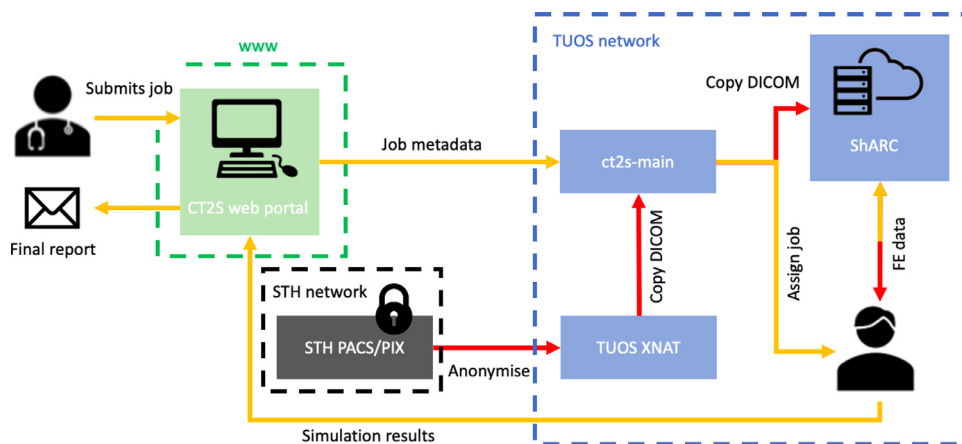 www
TUOS network
Submits job
Copy DICOM
Job metadata
ct2s-main
ShARC
CT2S web portal
Final report
Copy DICOM
Assign job
FE data
STH network
STH PACS/PIX
Anonymise
TUOS XNAT
Simulation results